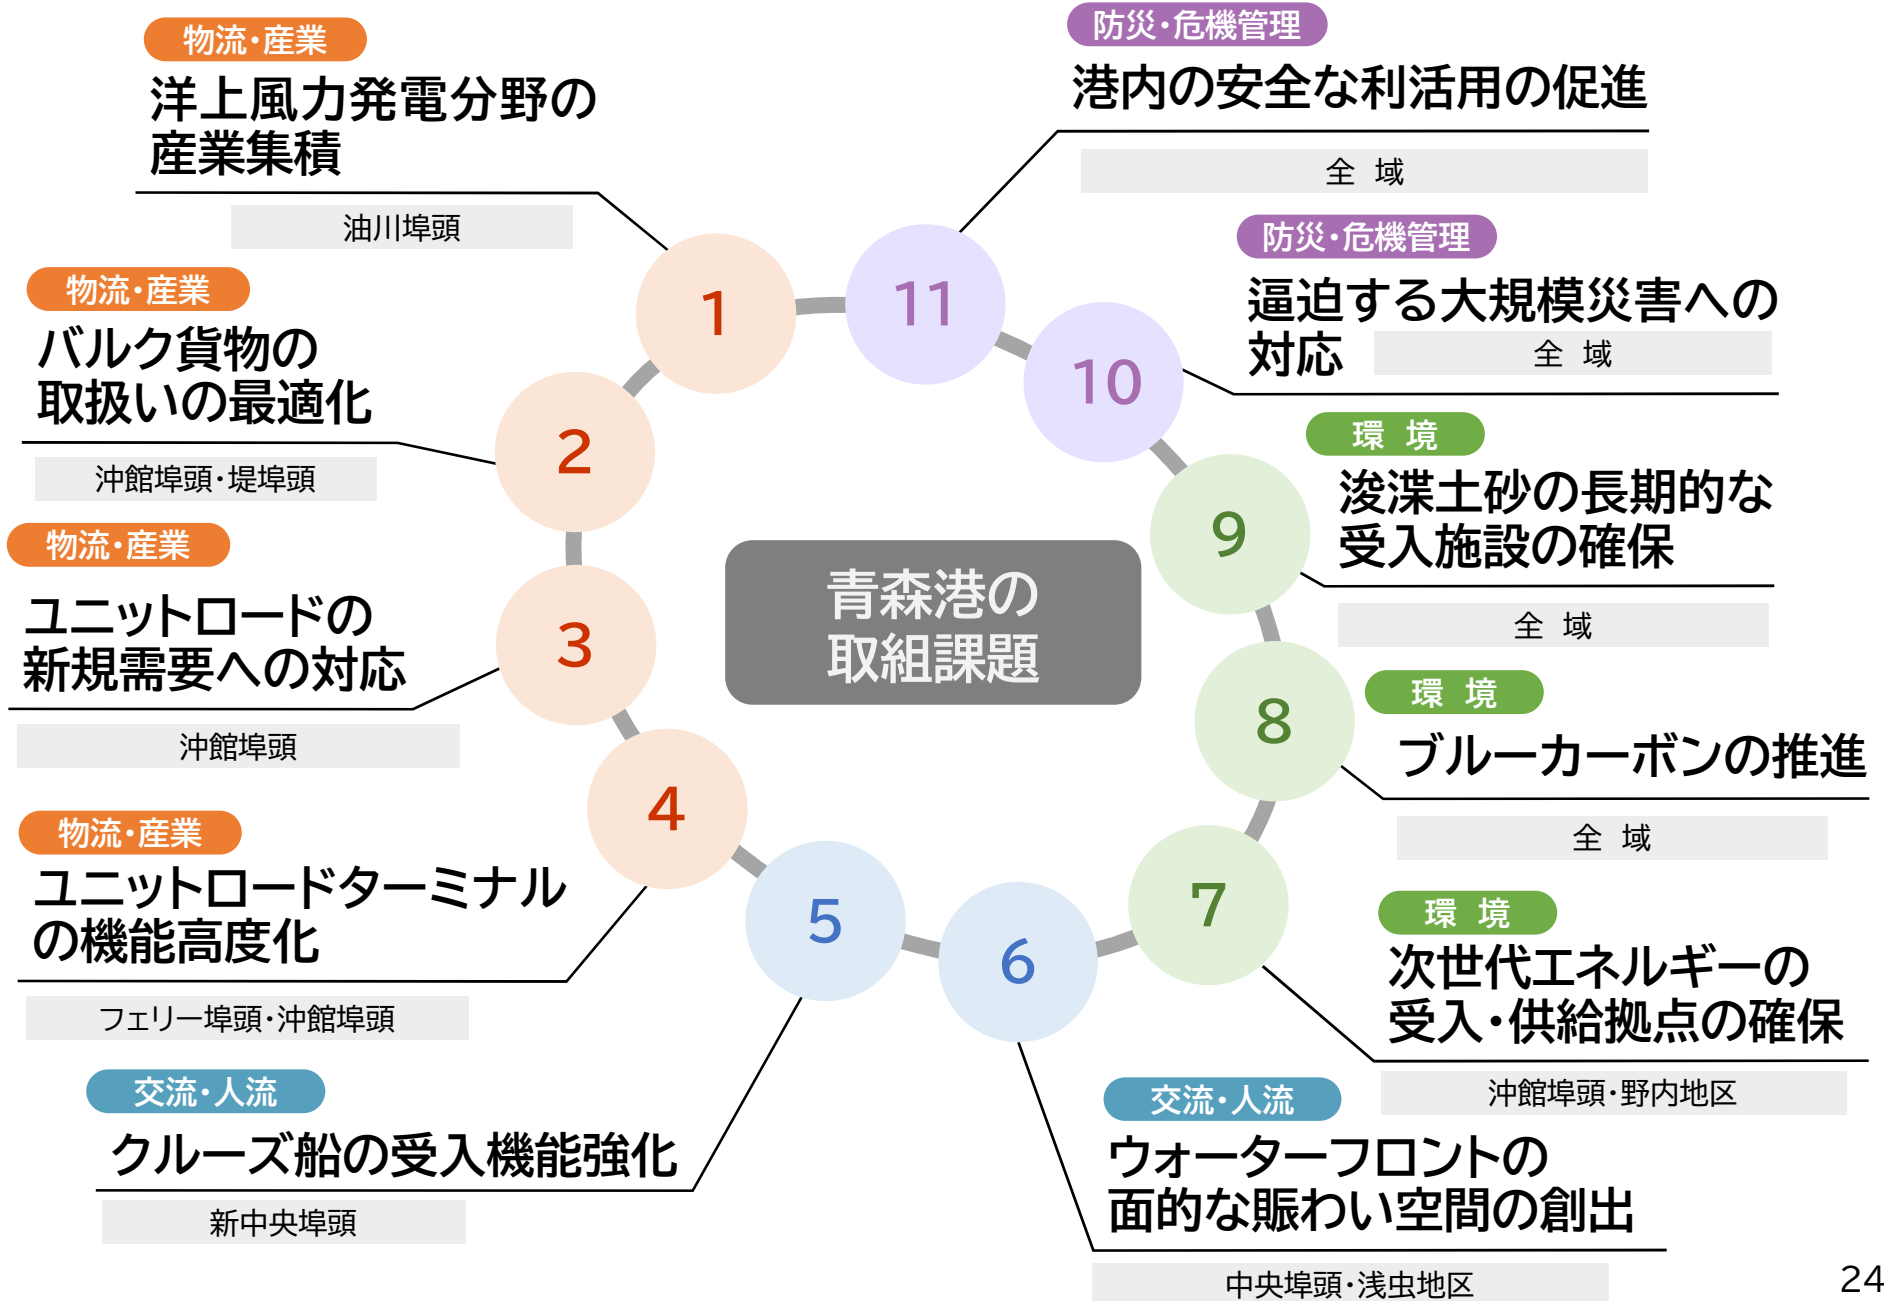 物流・産業
洋上風力発電分野の
産業集積
油川埠頭
1
物流・産業
バルク貨物の
取扱いの最適化
沖館埠頭・堤埠頭
2
物流・産業
ユニットロードの
新規需要への対応
沖館埠頭
3
物流・産業
ユニットロードターミナル
の機能高度化
フェリー埠頭・沖館埠頭
4
交流・人流
クルーズ船の受入機能強化
新中央埠頭
5
交流・人流
ウォーターフロントの
面的な賑わい空間の創出
中央埠頭・浅虫地区
6
環 境
次世代エネルギーの
受入・供給拠点の確保
沖館埠頭・野内地区
7
環 境
ブルーカーボンの推進
全 域
8
環 境
浚渫土砂の長期的な
受入施設の確保
全 域
9
防災・危機管理
逼迫する大規模災害への
対応
全 域
10
防災・危機管理
港内の安全な利活用の促進
全 域
11
青森港の
取組課題
24